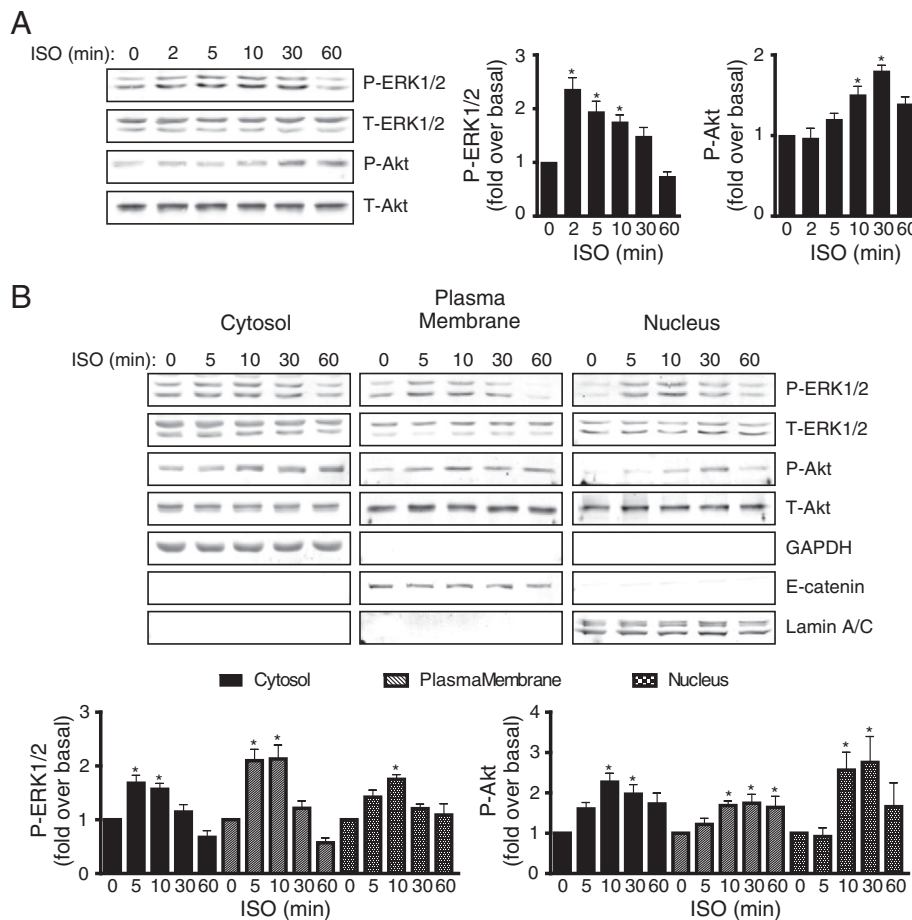 A
ISO (min): 0 2 5 10 30 60
P-ERK1/2
T-ERK1/2
P-Akt
T-Akt
P-ERK1/2
(fold over basal)
3
2
1
0
* * *
0 2 5 10 30 60
ISO (min)
P-Akt
(fold over basal)
2
1
0
* *
0 2 5 10 30 60
ISO (min)
B
Cytosol
Plasma
Membrane
Nucleus
ISO (min): 0 5 10 30 60 0 5 10 30 60 0 5 10 30 60
P-ERK1/2
T-ERK1/2
P-Akt
T-Akt
GAPDH
E-catenin
Lamin A/C
Cytosol PlasmaMembrane Nucleus
P-ERK1/2
(fold over basal)
3
2
1
0
* * * * *
0 5 10 30 60 0 5 10 30 60 0 5 10 30 60
ISO (min)
P-Akt
(fold over basal)
4
3
2
1
0
* * * * * * *
0 5 10 30 60 0 5 10 30 60 0 5 10 30 60
ISO (min)